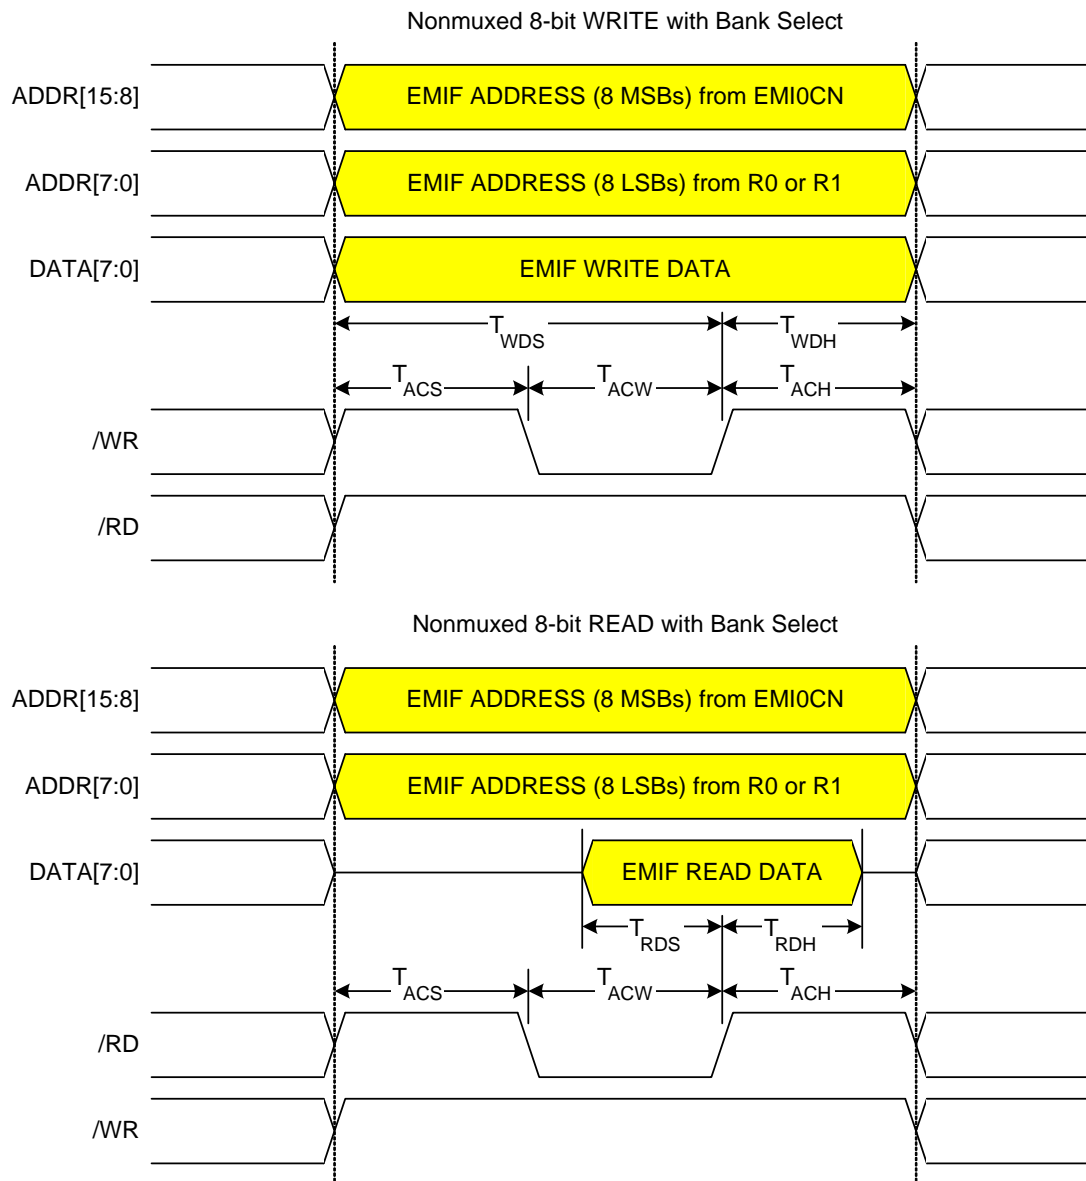 Nonmuxed 8-bit WRITE with Bank Select
ADDR[15:8]
EMIF ADDRESS (8 MSBs) from EMI0CN
ADDR[7:0]
EMIF ADDRESS (8 LSBs) from R0 or R1
DATA[7:0]
EMIF WRITE DATA
TWDS
TWDH
TACS
TACW
TACH
/WR
/RD
Nonmuxed 8-bit READ with Bank Select
ADDR[15:8]
EMIF ADDRESS (8 MSBs) from EMI0CN
ADDR[7:0]
EMIF ADDRESS (8 LSBs) from R0 or R1
DATA[7:0]
EMIF READ DATA
TRDS
TRDH
TACS
TACW
TACH
/RD
/WR